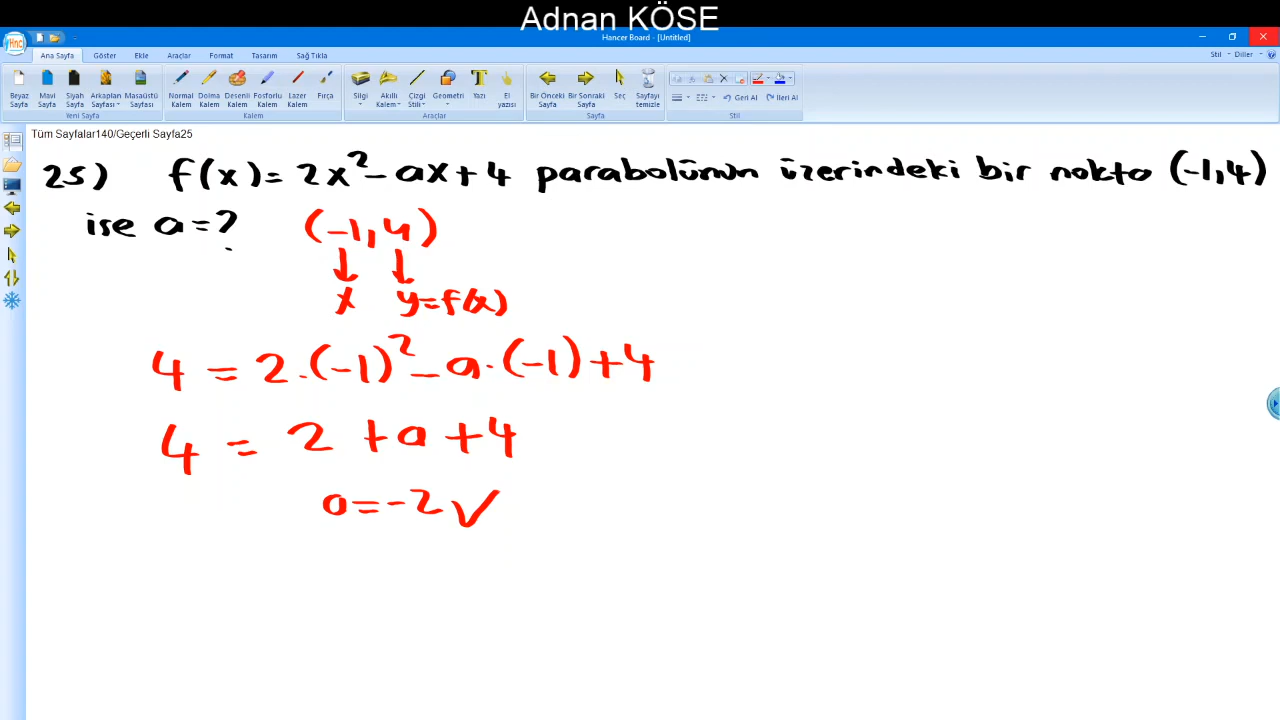 Adnan KÖSE
Hancer Board - [Untitled]
Hnc
Ana Sayfa Göster Ekle Araçlar Format Tasarım Sağ Tıkla Stil Diller
Beyaz Sayfa Mavi Sayfa Siyah Sayfa Arkaplan Sayfası Masaüstü Sayfası
Normal Kalem Dolma Kalem Desenli Kalem Fosforlu Kalem Lazer Kalem Fırça
Silgi Akıllı Kalem Çizgi Stili Geometri Yazı El yazısı
Bir Önceki Sayfa Bir Sonraki Sayfa Seç Sayfayı temizle
Geri Al İleri Al
Yeni Sayfa Kalem Araçlar Sayfa Stil
Tüm Sayfalar140/Geçerli Sayfa25
25) f(x) = 2x² - ax + 4 parabolünün üzerindeki bir nokta (-1,4)
ise a = ? (-1,4)
↓ ↓
x y=f(x)
4 = 2.(-1)² - a.(-1) + 4
4 = 2 + a + 4
a = -2 ✓